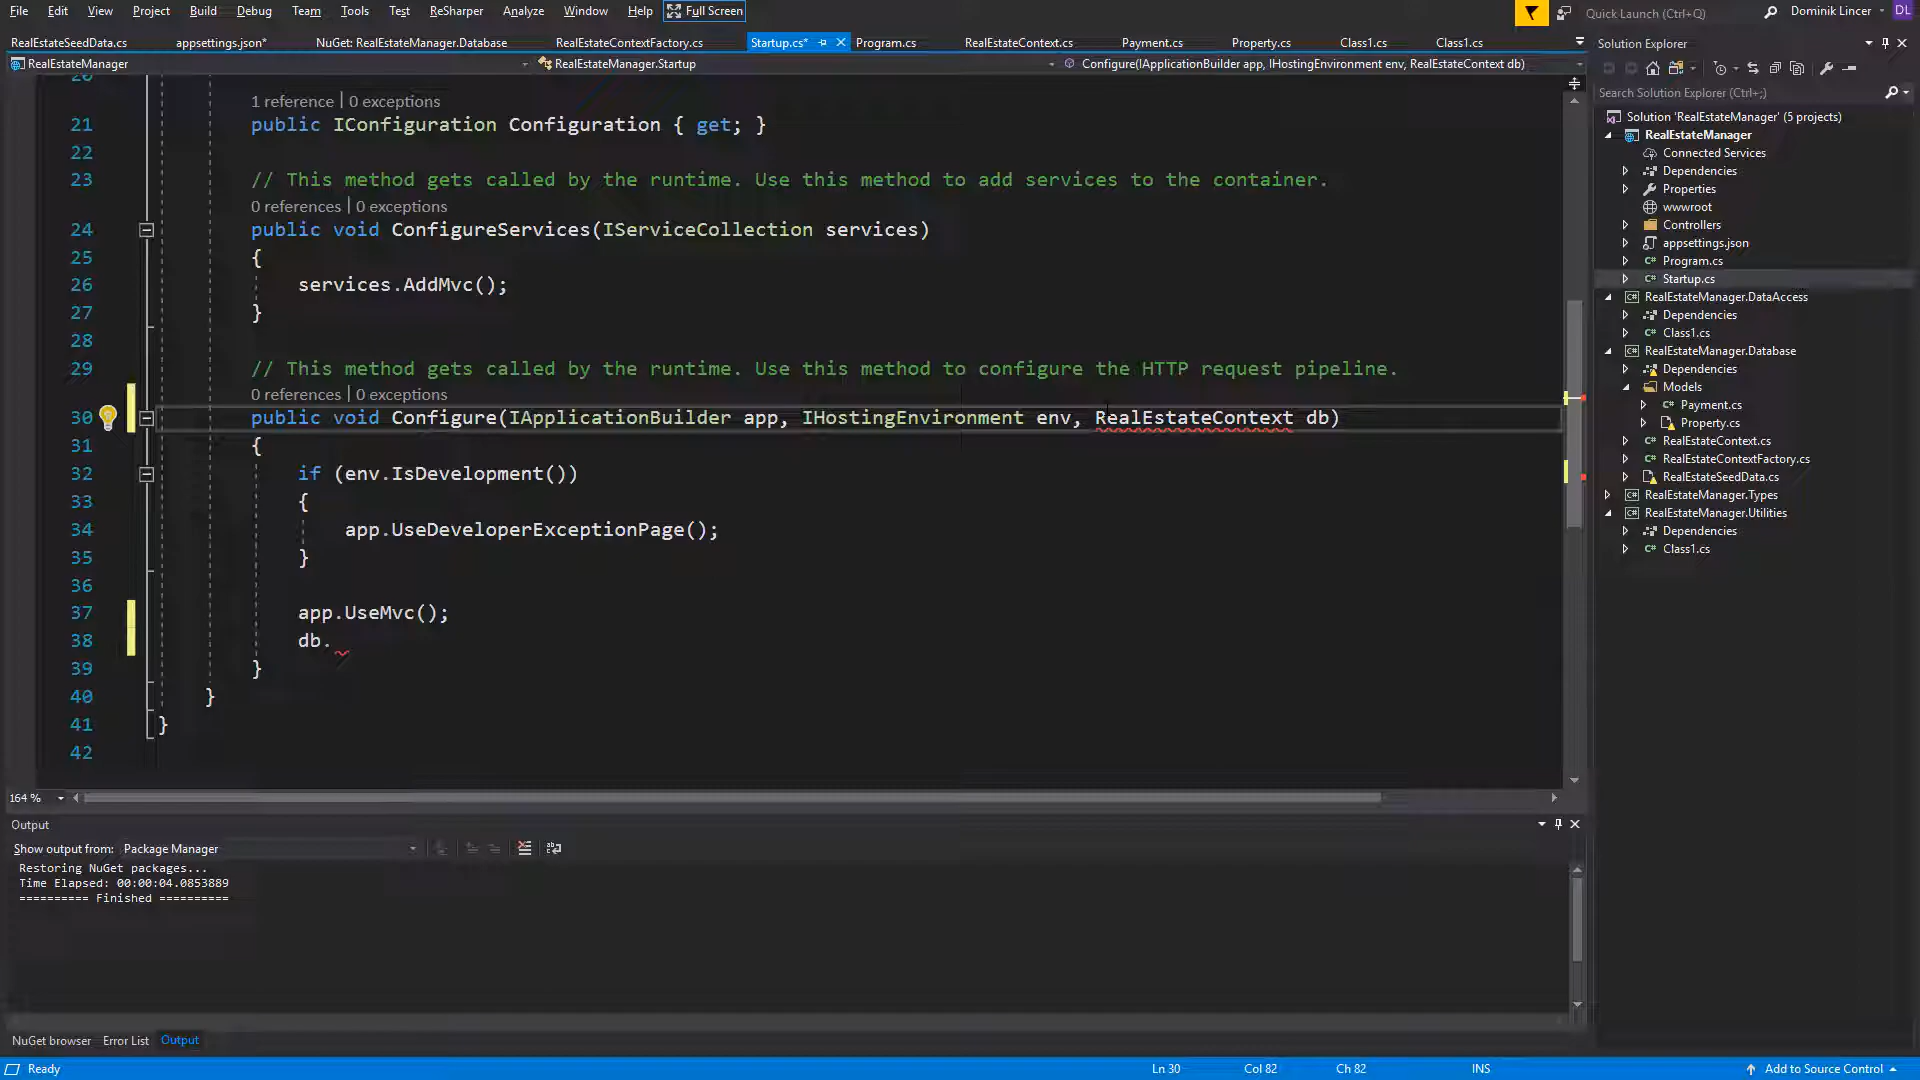 File Edit View Project Build Debug Team Tools Test ReSharper Analyze Window Help Full Screen Quick Launch (Ctrl+Q) Dominik Lincer DL
RealEstateSeedData.cs appsettings.json* NuGet: RealEstateManager.Database RealEstateContextFactory.cs Startup.cs* Program.cs RealEstateContext.cs Payment.cs Property.cs Class1.cs Class1.cs
RealEstateManager RealEstateManager.Startup Configure(IApplicationBuilder app, IHostingEnvironment env, RealEstateContext db)
20
1 reference | 0 exceptions
21 public IConfiguration Configuration { get; }
22
23 // This method gets called by the runtime. Use this method to add services to the container.
0 references | 0 exceptions
24 public void ConfigureServices(IServiceCollection services)
25 {
26 services.AddMvc();
27 }
28
29 // This method gets called by the runtime. Use this method to configure the HTTP request pipeline.
0 references | 0 exceptions
30 public void Configure(IApplicationBuilder app, IHostingEnvironment env, RealEstateContext db)
31 {
32 if (env.IsDevelopment())
33 {
34 app.UseDeveloperExceptionPage();
35 }
36
37 app.UseMvc();
38 db.
39 }
40 }
41 }
42
164 %
Output
Show output from: Package Manager
Restoring NuGet packages...
Time Elapsed: 00:00:04.0853889
========== Finished ==========
NuGet browser Error List Output
Ready Ln 30 Col 82 Ch 82 INS Add to Source Control
Solution Explorer
Search Solution Explorer (Ctrl+;)
Solution 'RealEstateManager' (5 projects)
RealEstateManager
Connected Services
Dependencies
Properties
wwwroot
Controllers
appsettings.json
C# Program.cs
C# Startup.cs
C# RealEstateManager.DataAccess
Dependencies
C# Class1.cs
C# RealEstateManager.Database
Dependencies
Models
C# Payment.cs
Property.cs
C# RealEstateContext.cs
C# RealEstateContextFactory.cs
RealEstateSeedData.cs
C# RealEstateManager.Types
C# RealEstateManager.Utilities
Dependencies
C# Class1.cs